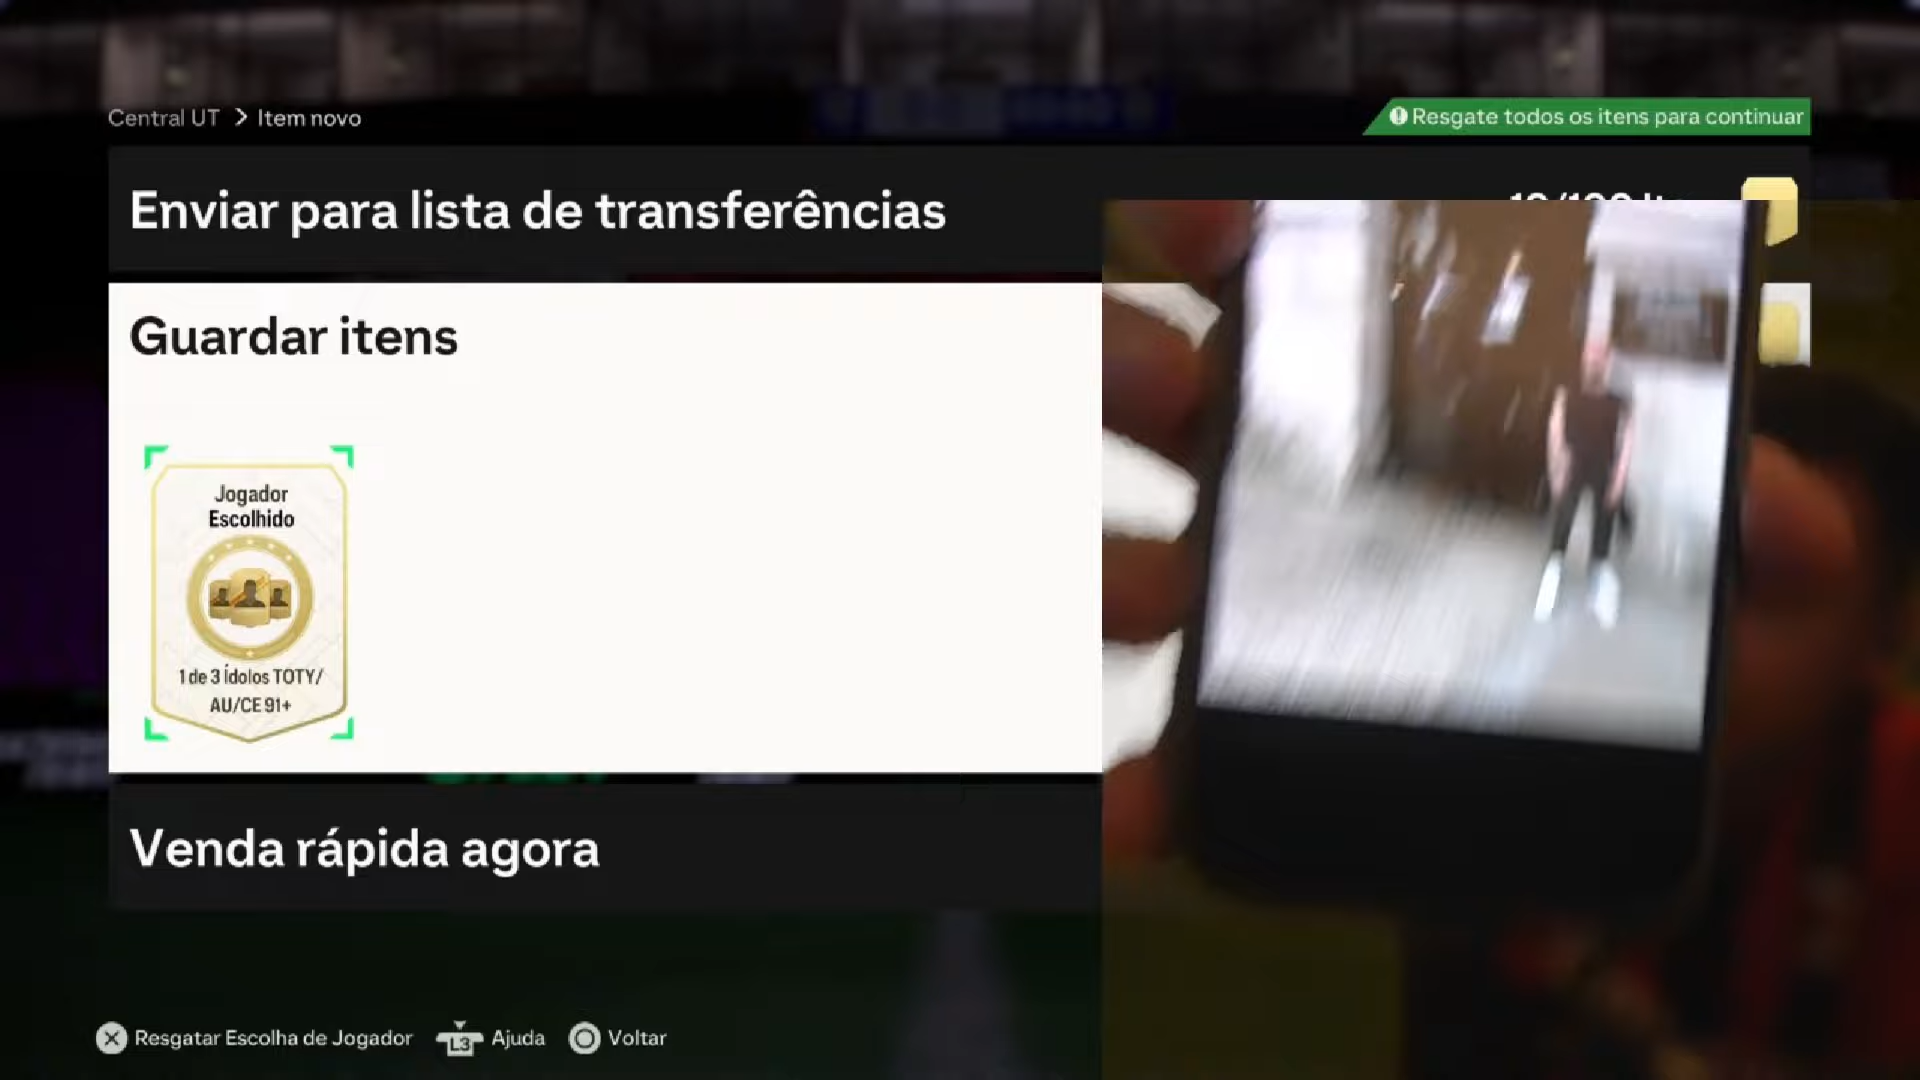 Central UT > Item novo
Resgate todos os itens para continuar
Enviar para lista de transferências
Guardar itens
Jogador
Escolhido
1 de 3 Ídolos TOTY/
AU/CE 91+
Venda rápida agora
Resgatar Escolha de Jogador
L3 Ajuda
Voltar